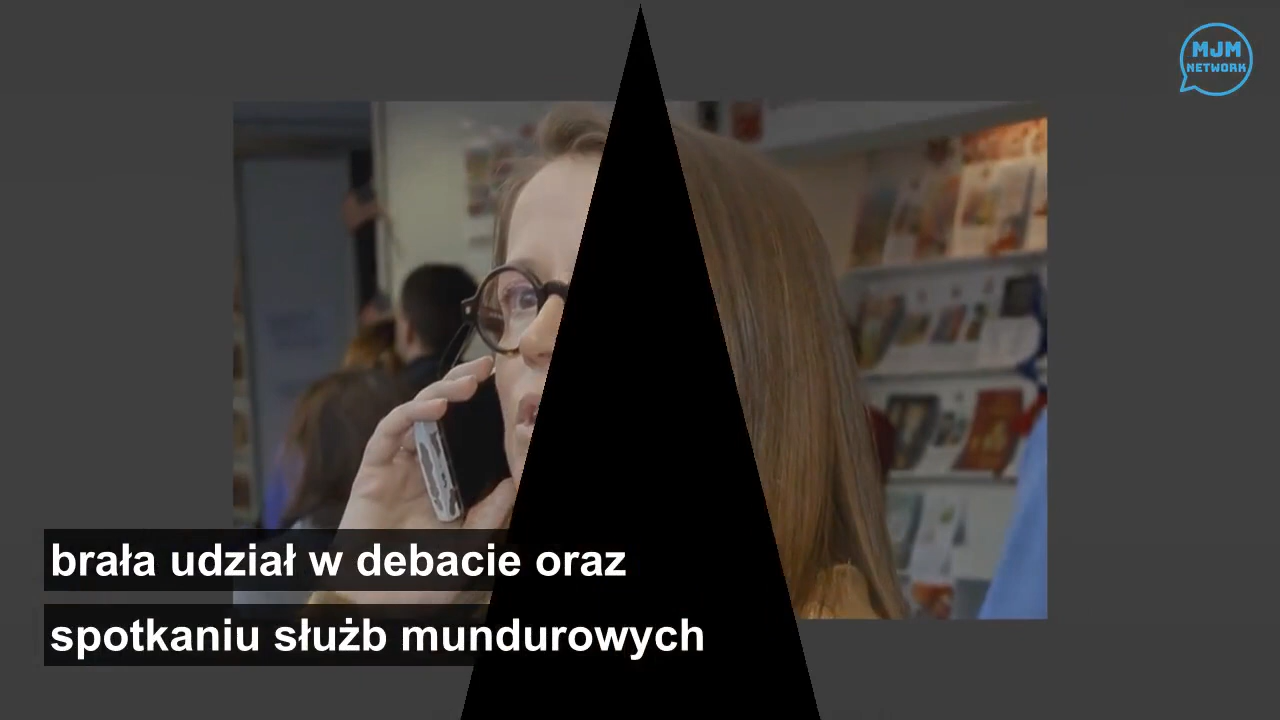 MJM
NETWORK
brała udział w debacie oraz
spotkaniu służb mundurowych